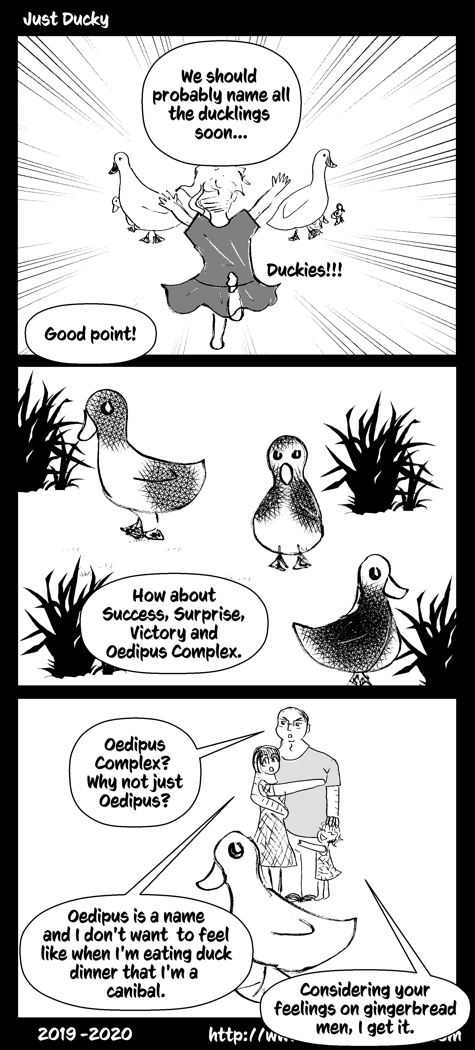 Just Ducky
We should
probably name all
the ducklings
soon...
Duckies!!!
Good point!
How about
Success, Surprise,
Victory and
Oedipus Complex.
Oedipus
Complex?
Why not just
Oedipus?
Oedipus is a name
and I don't want to feel
like when I'm eating duck
dinner that I'm a
canibal.
Considering your
feelings on gingerbread
men, I get it.
2019 -2020